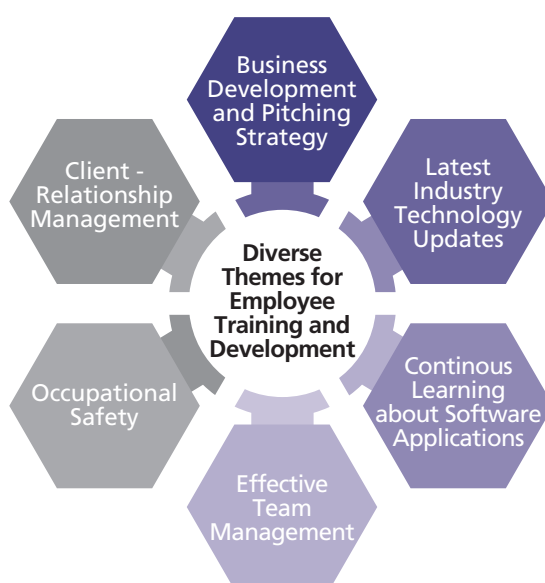 Business
Development
and Pitching
Strategy
Latest
Industry
Technology
Updates
Continous
Learning
about Software
Applications
Effective
Team
Management
Occupational
Safety
Client -
Relationship
Management
Diverse
Themes for
Employee
Training and
Development